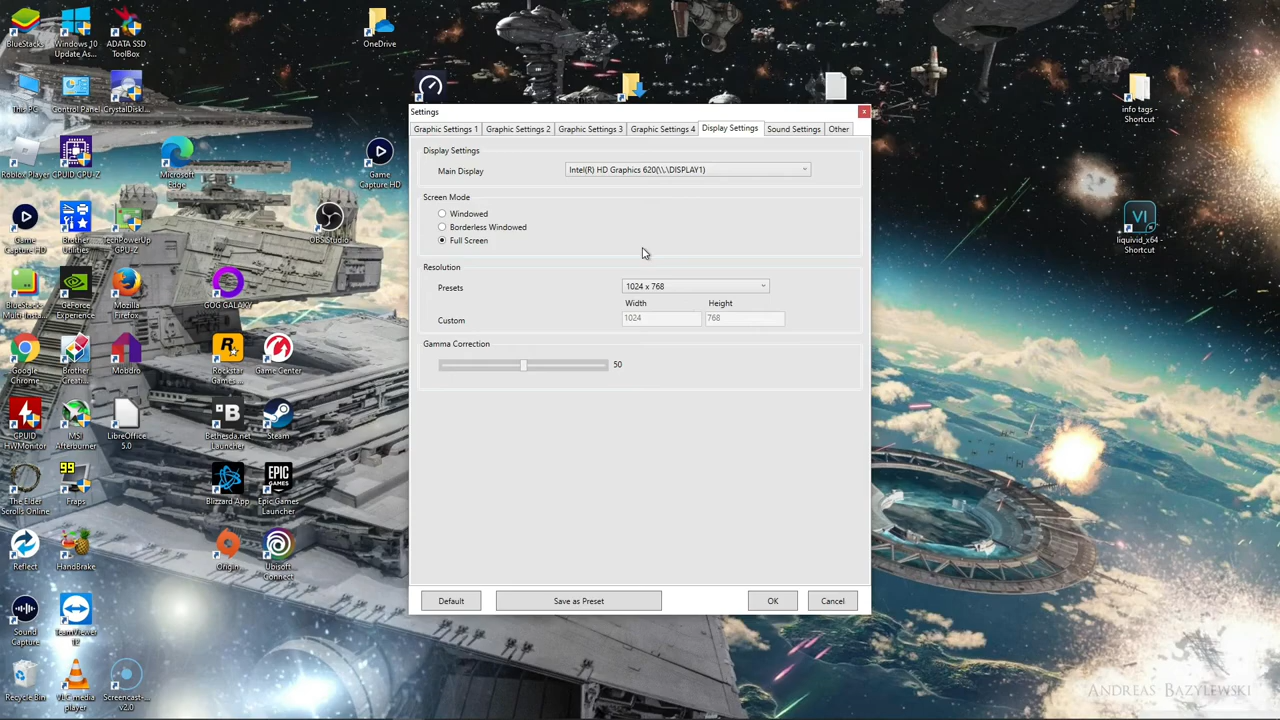 BlueStacks
Windows 10
Update As...
ADATA SSD
ToolBox
OneDrive
This PC
Control Panel
CrystalDiskI...
info tags -
Shortcut
Roblox Player
CPUID CPU-Z
Microsoft
Edge
Game
Capture HD
Game
Capture HD
Brother
Utilities
TechPowerUp
GPU-Z
OBS Studio
VI
liquivid_x64 -
Shortcut
BlueStacks
Multi-Insta...
GeForce
Experience
Mozilla
Firefox
GOG GALAXY
Google
Chrome
Brother
Creati...
Mobdro
Rockstar
Games ...
Game Center
CPUID
HWMonitor
MSI
Afterburner
LibreOffice
5.0
Bethesda.net
Launcher
Steam
The Elder
Scrolls Online
99
Fraps
Blizzard App
EPIC
GAMES
Epic Games
Launcher
Reflect
HandBrake
Origin
Ubisoft
Connect
Sound
Capture
TeamViewer
Recycle Bin
VLC media
player
Screencast-...
v2.0
Settings
Graphic Settings 1
Graphic Settings 2
Graphic Settings 3
Graphic Settings 4
Display Settings
Sound Settings
Other
Display Settings
Main Display
Intel(R) HD Graphics 620(\\.\DISPLAY1)
Screen Mode
Windowed
Borderless Windowed
Full Screen
Resolution
Presets
1024 x 768
Width
Height
Custom
1024
768
Gamma Correction
50
Default
Save as Preset
OK
Cancel
ANDREAS BAZYLEWSKI